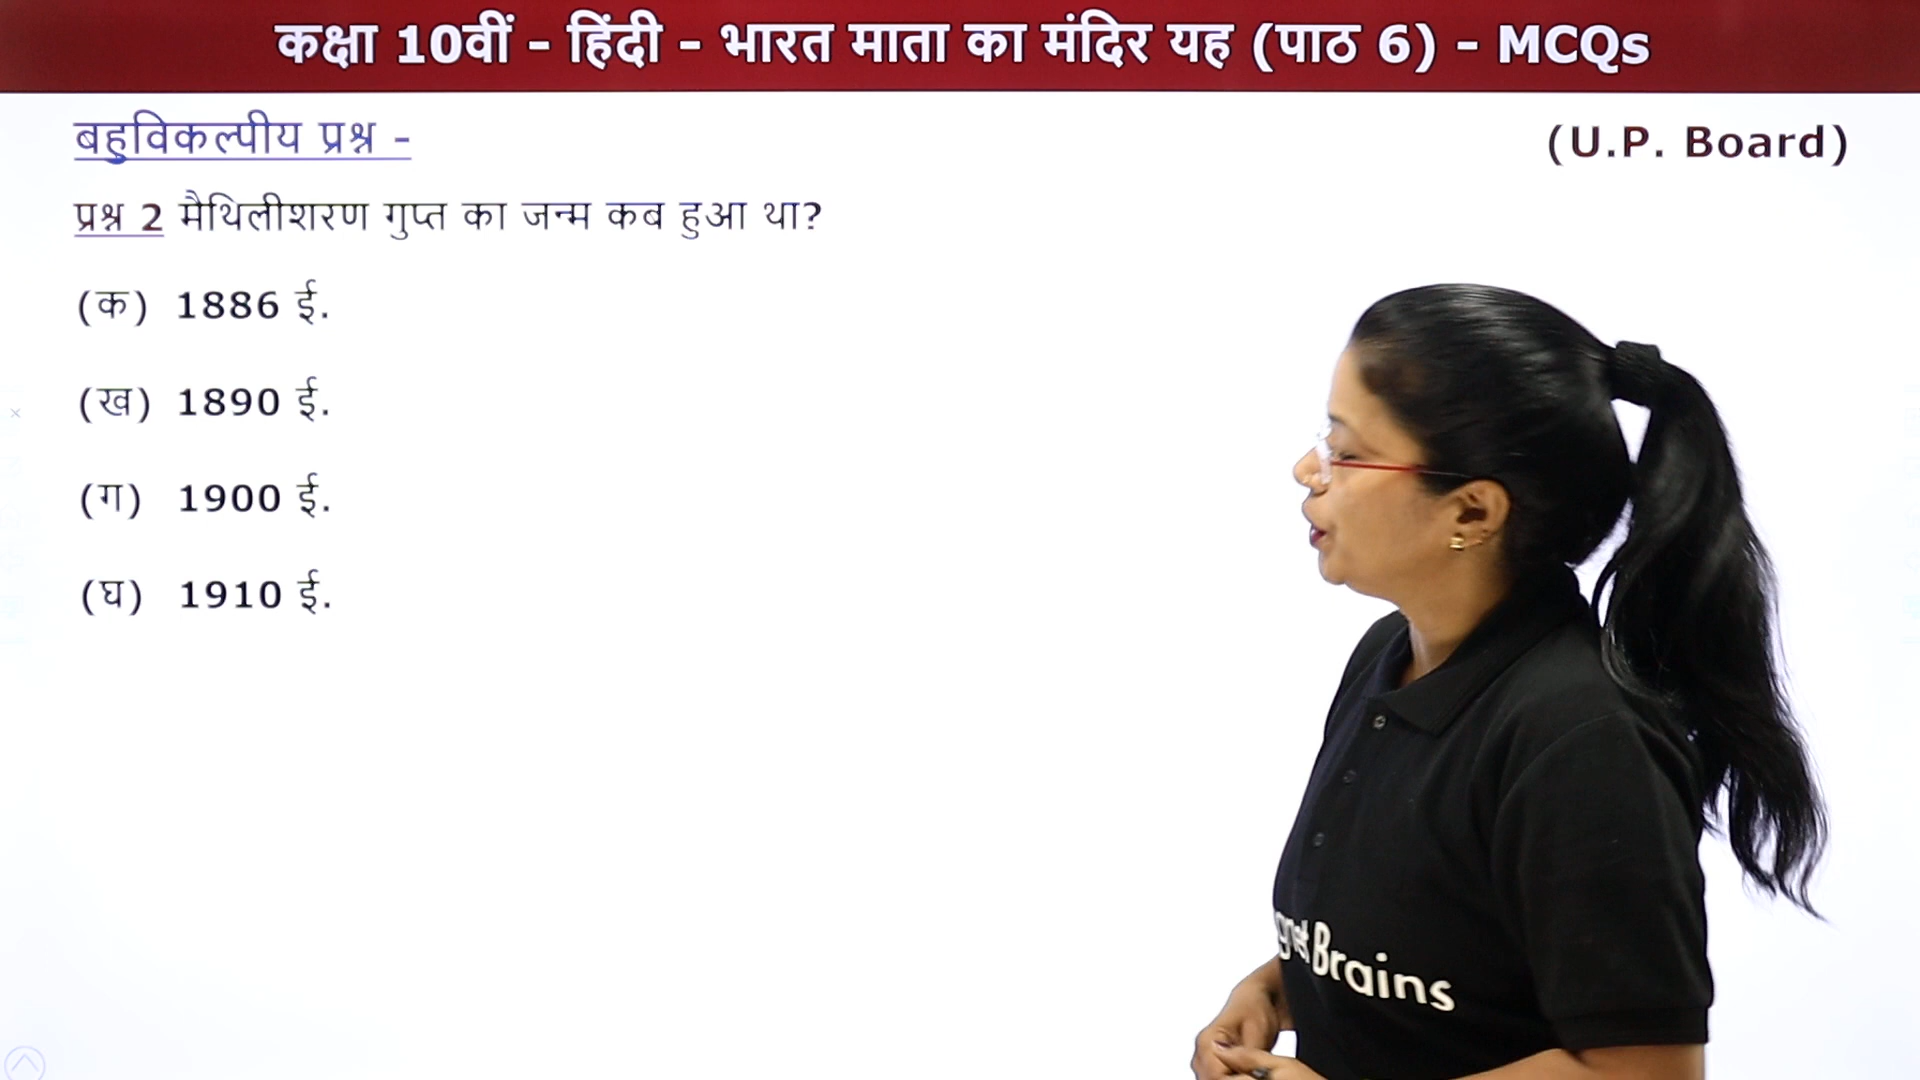 कक्षा 10वीं - हिंदी - भारत माता का मंदिर यह (पाठ 6) - MCQs
बहुविकल्पीय प्रश्न -
(U.P. Board)
प्रश्न 2 मैथिलीशरण गुप्त का जन्म कब हुआ था?
(क) 1886 ई.
(ख) 1890 ई.
(ग) 1900 ई.
(घ) 1910 ई.
Brains